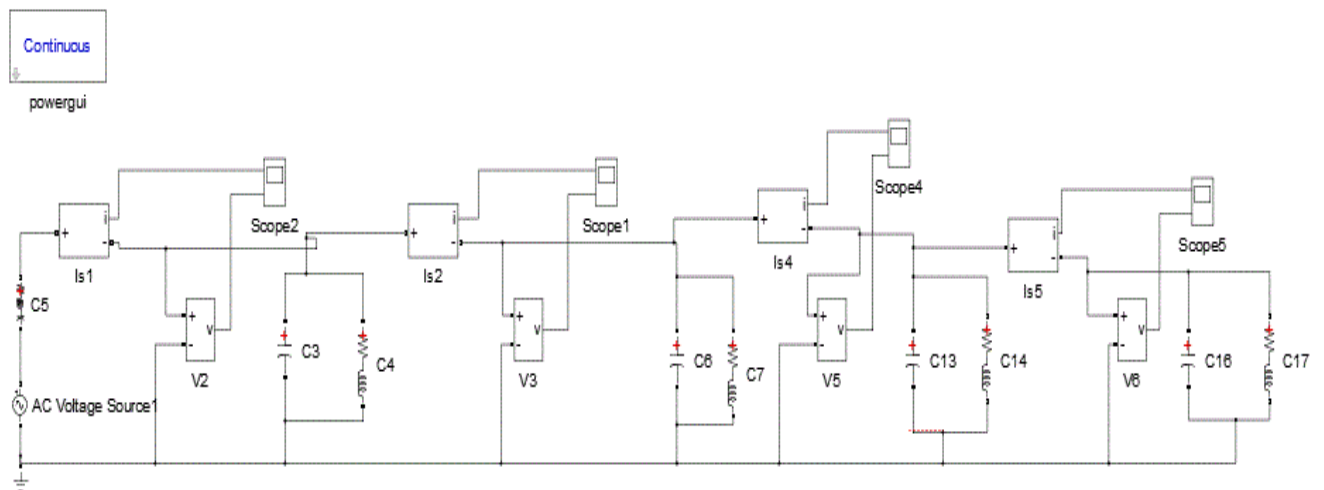 Continuous
powergui
Scope4
Scope2
Scope1
Scope5
+
i
-
Is1
+
i
-
Is2
+
i
-
Is4
+
i
-
Is5
C5
+
-
v
V2
C3
C4
+
-
v
V3
C6
C7
+
-
v
V5
C13
C14
+
-
v
V6
C16
C17
AC Voltage Source1